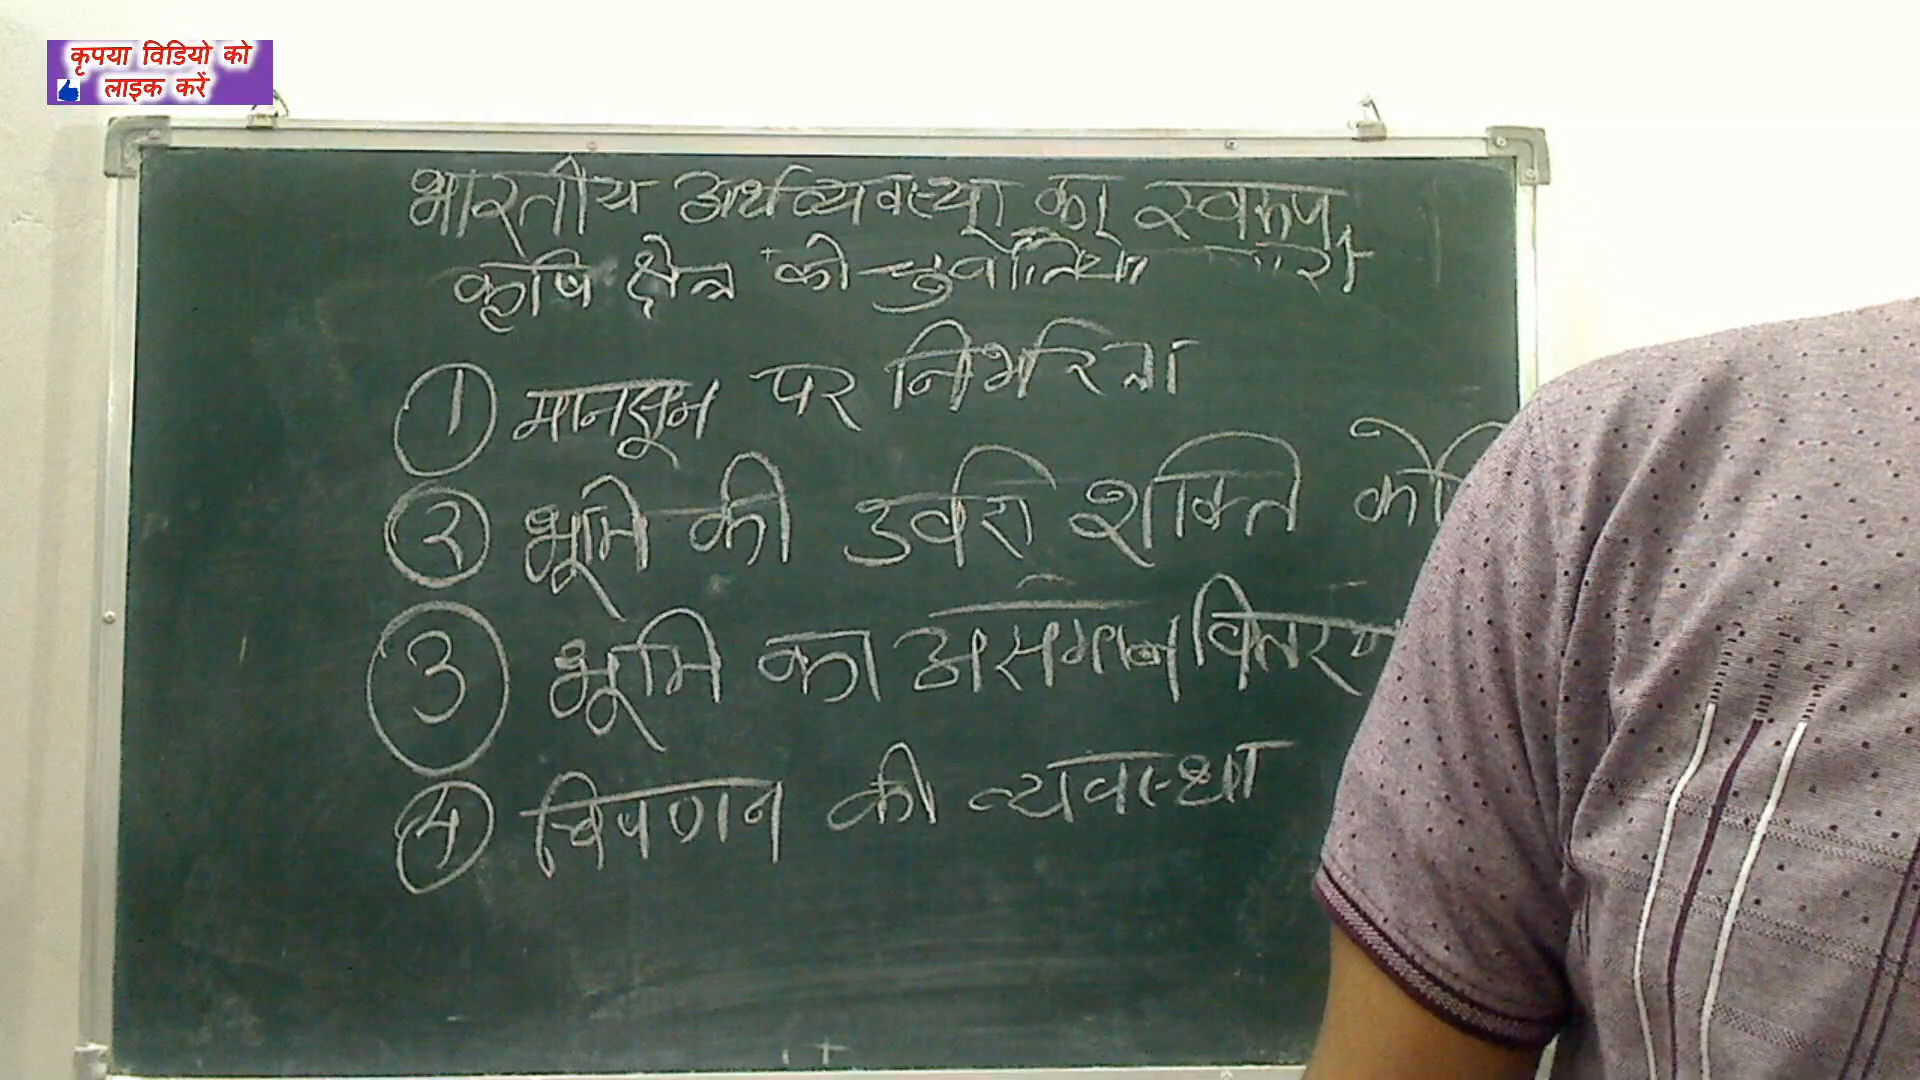 कृपया विडियो को
लाइक करें
भारतीय अर्थव्यवस्था का स्वरूप
कृषि क्षेत्र की चुनौतियां
1 मानसून पर निर्भरता
२ भूमि की उर्वरा शक्ति
3 भूमि का असमान वितरण
4 विपणन की व्यवस्था